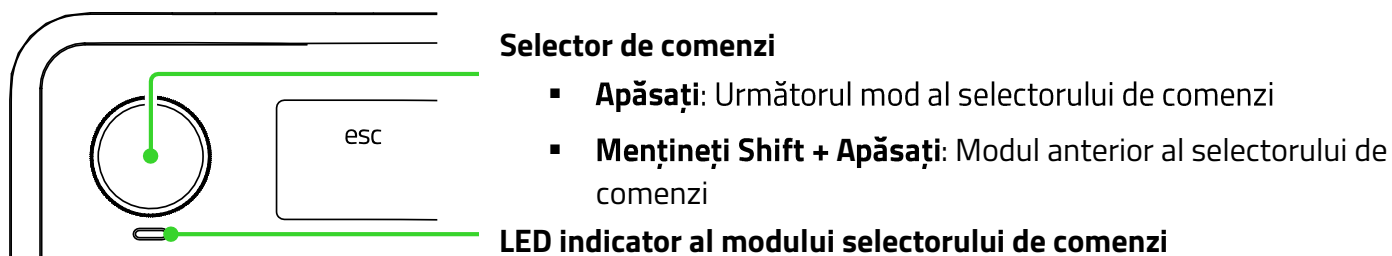 Selector de comenzi
▪ Apăsați: Următorul mod al selectorului de comenzi
esc
▪ Mențineți Shift + Apăsați: Modul anterior al selectorului de
comenzi
LED indicator al modului selectorului de comenzi